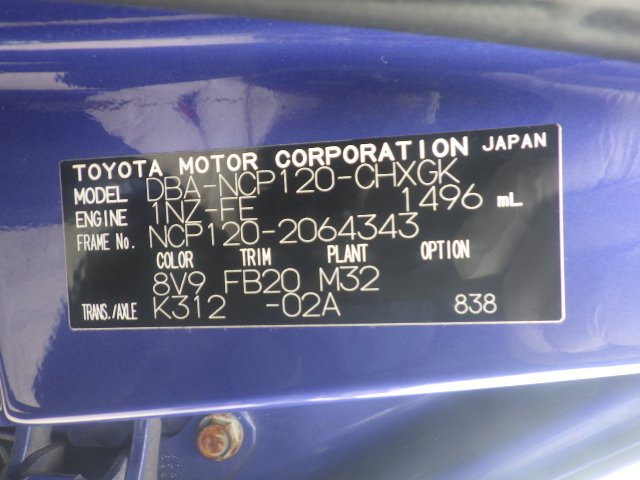 TOYOTA MOTOR CORPORATION JAPAN
MODEL DBA-NCP120-CHXGK
ENGINE 1NZ-FE 1496 mL
FRAME No. NCP120-2064343
COLOR TRIM PLANT OPTION
8V9 FB20 M32
TRANS./AXLE K312 -02A 838